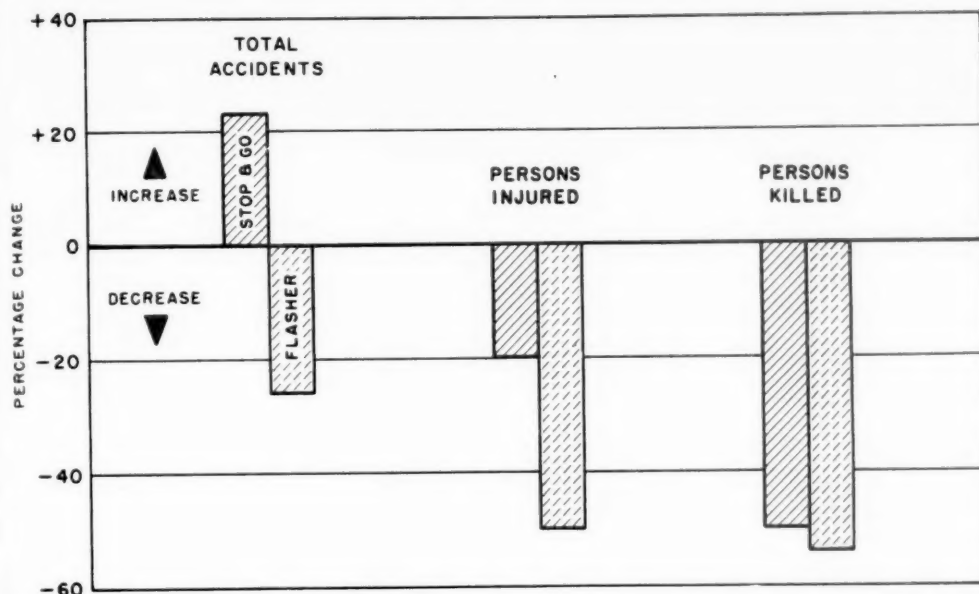 +40
TOTAL
ACCIDENTS
+20
STOP & GO
PERSONS
INJURED
PERSONS
KILLED
INCREASE
0
PERCENTAGE CHANGE
DECREASE
FLASHER
-20
-40
-60